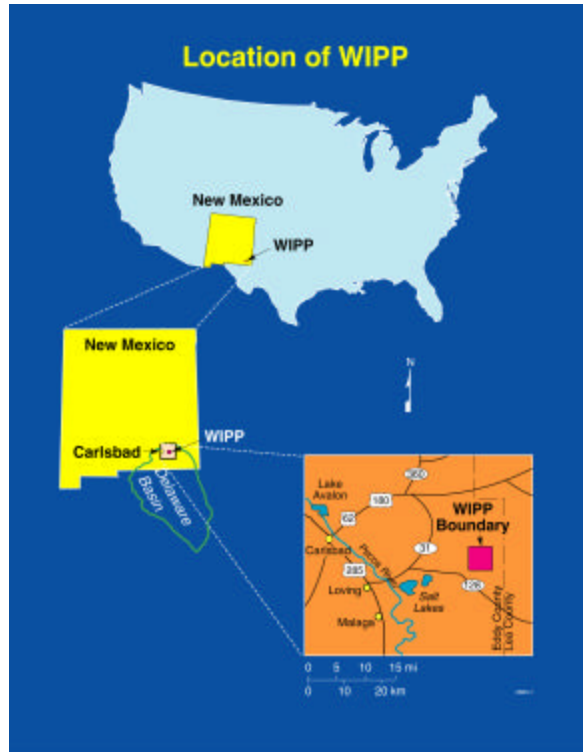 Location of WIPP
New Mexico
WIPP
New Mexico
N
WIPP
Carlsbad
Delaware
Basin
Lake
Avalon
180
WIPP
Boundary
62
Carlsbad
Pecos River
31
285
Loving
Salt
Lakes
Malaga
Eddy County
Lea County
0 5 10 15 mi
0 10 20 km